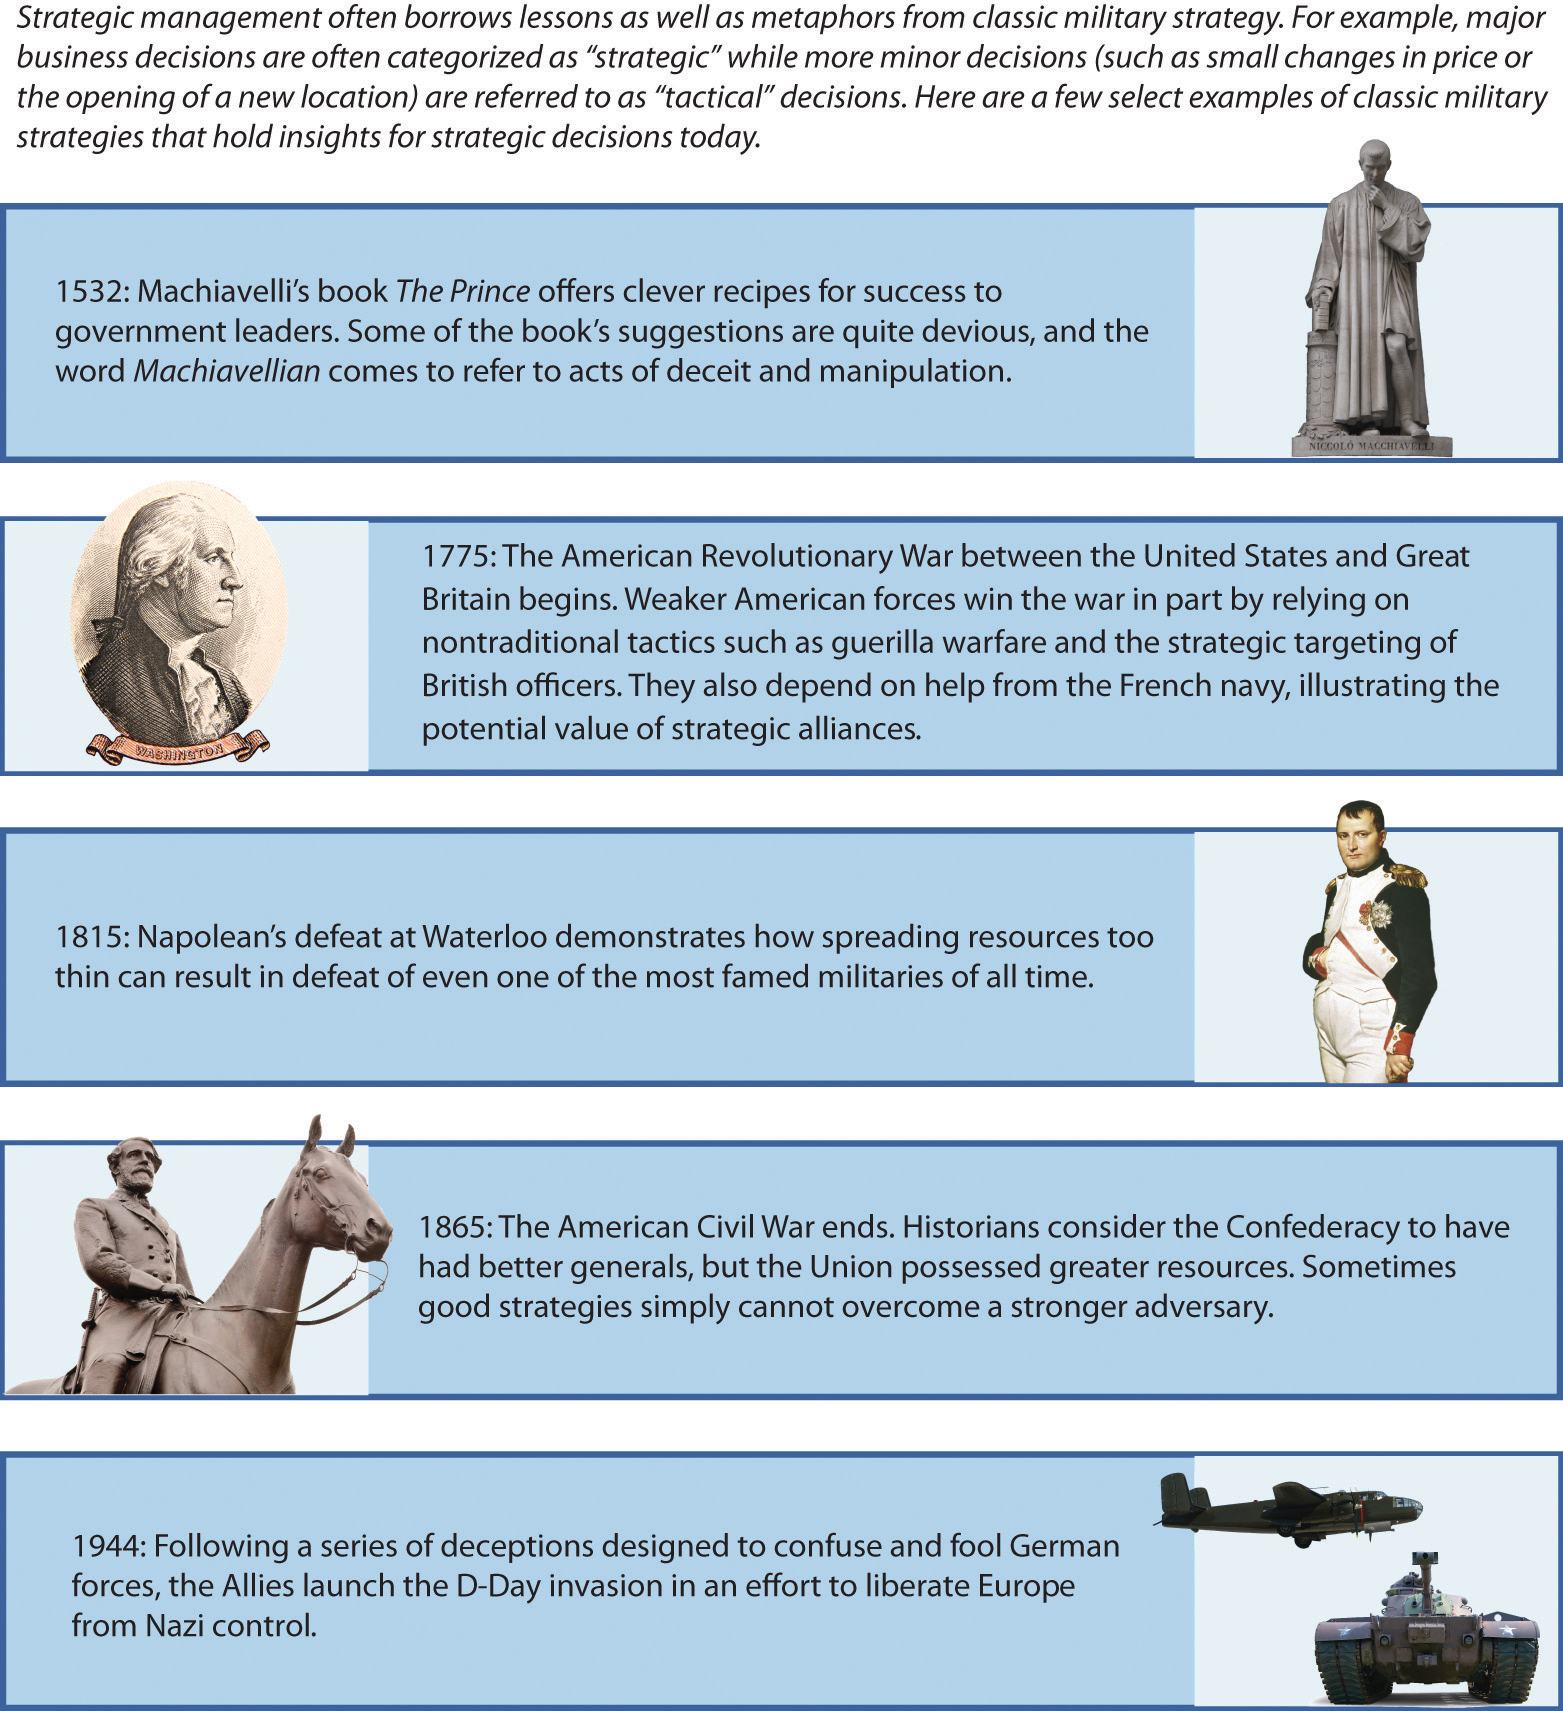 Strategic management often borrows lessons as well as metaphors from classic military strategy. For example, major
business decisions are often categorized as “strategic” while more minor decisions (such as small changes in price or
the opening of a new location) are referred to as “tactical” decisions. Here are a few select examples of classic military
strategies that hold insights for strategic decisions today.
1532: Machiavelli’s book The Prince offers clever recipes for success to
government leaders. Some of the book’s suggestions are quite devious, and the
word Machiavellian comes to refer to acts of deceit and manipulation.
NICCOLÒ MACCHIAVELLI
1775: The American Revolutionary War between the United States and Great
Britain begins. Weaker American forces win the war in part by relying on
nontraditional tactics such as guerilla warfare and the strategic targeting of
British officers. They also depend on help from the French navy, illustrating the
potential value of strategic alliances.
WASHINGTON
1815: Napolean’s defeat at Waterloo demonstrates how spreading resources too
thin can result in defeat of even one of the most famed militaries of all time.
1865: The American Civil War ends. Historians consider the Confederacy to have
had better generals, but the Union possessed greater resources. Sometimes
good strategies simply cannot overcome a stronger adversary.
1944: Following a series of deceptions designed to confuse and fool German
forces, the Allies launch the D-Day invasion in an effort to liberate Europe
from Nazi control.